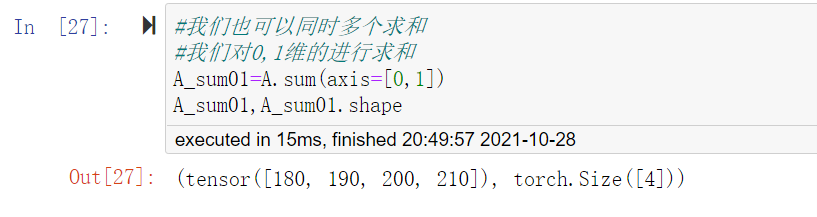 In [27]:
#我们也可以同时多个求和
#我们对0,1维的进行求和
A_sum01=A.sum(axis=[0,1])
A_sum01,A_sum01.shape
executed in 15ms, finished 20:49:57 2021-10-28
Out[27]: (tensor([180, 190, 200, 210]), torch.Size([4]))